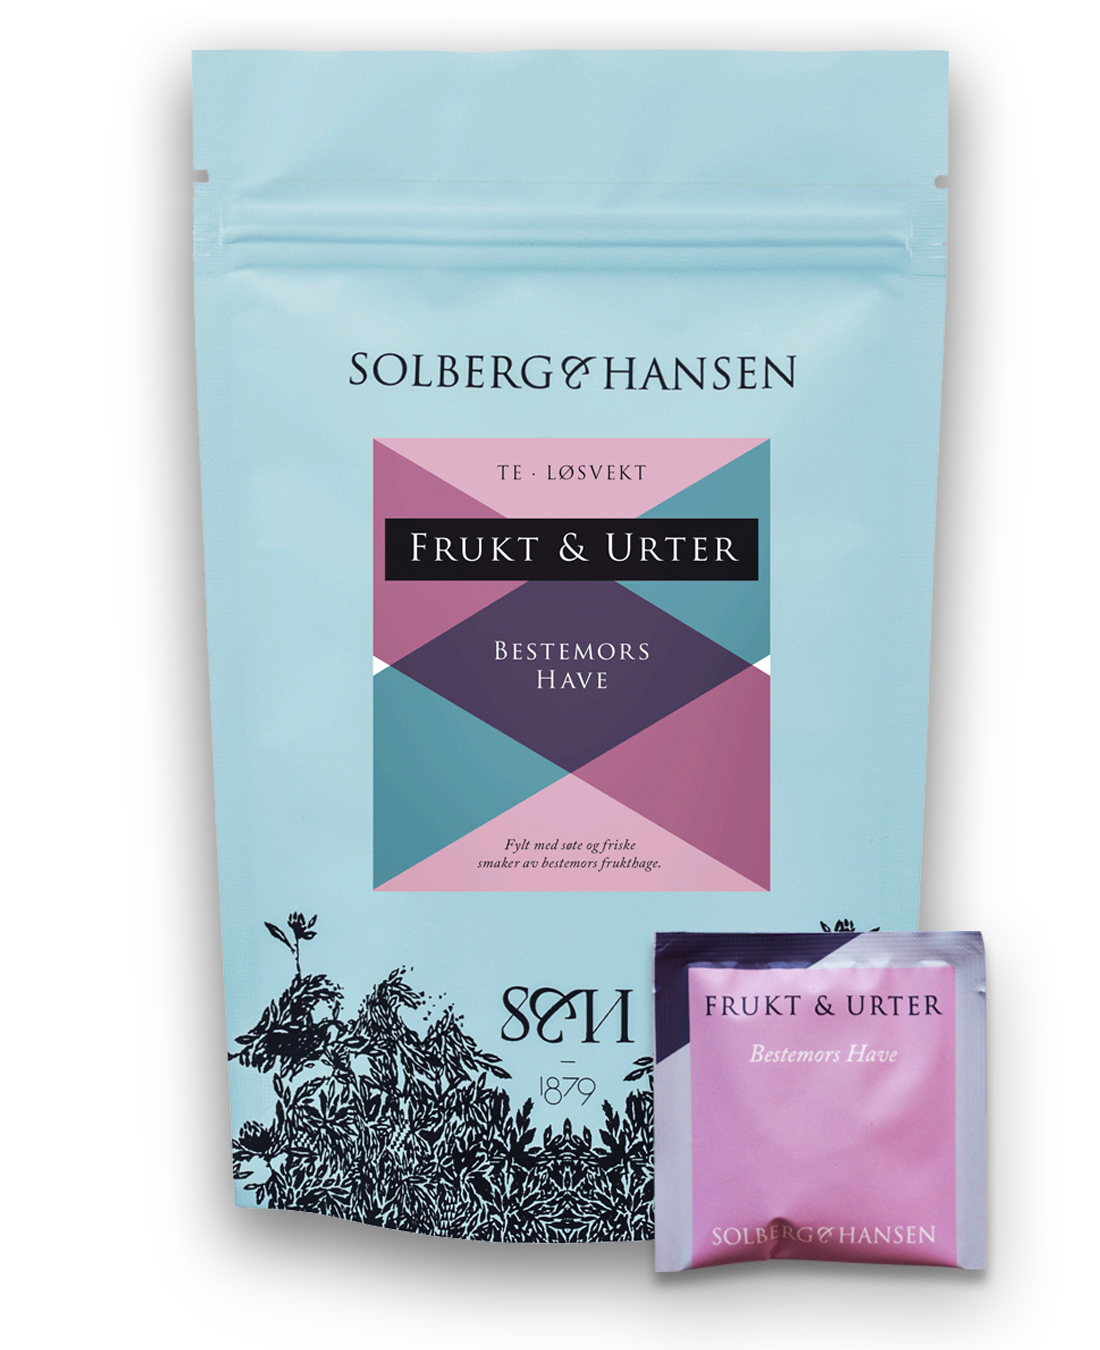 SOLBERG & HANSEN
TE · LØSVEKT
FRUKT & URTER
BESTEMORS
HAVE
Fylt med søte og friske
smaker av bestemors frukthage.
S&H
1879
FRUKT & URTER
Bestemors Have
SOLBERG & HANSEN